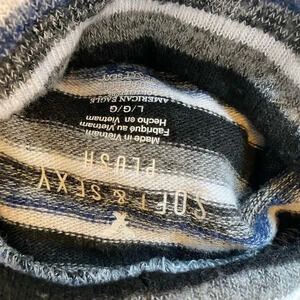 SOFT & SEXY
PLUSH
AMERICAN EAGLE
L/G/G
Hecho en Vietnam
Fabriqué au Vietnam
Made in Vietnam